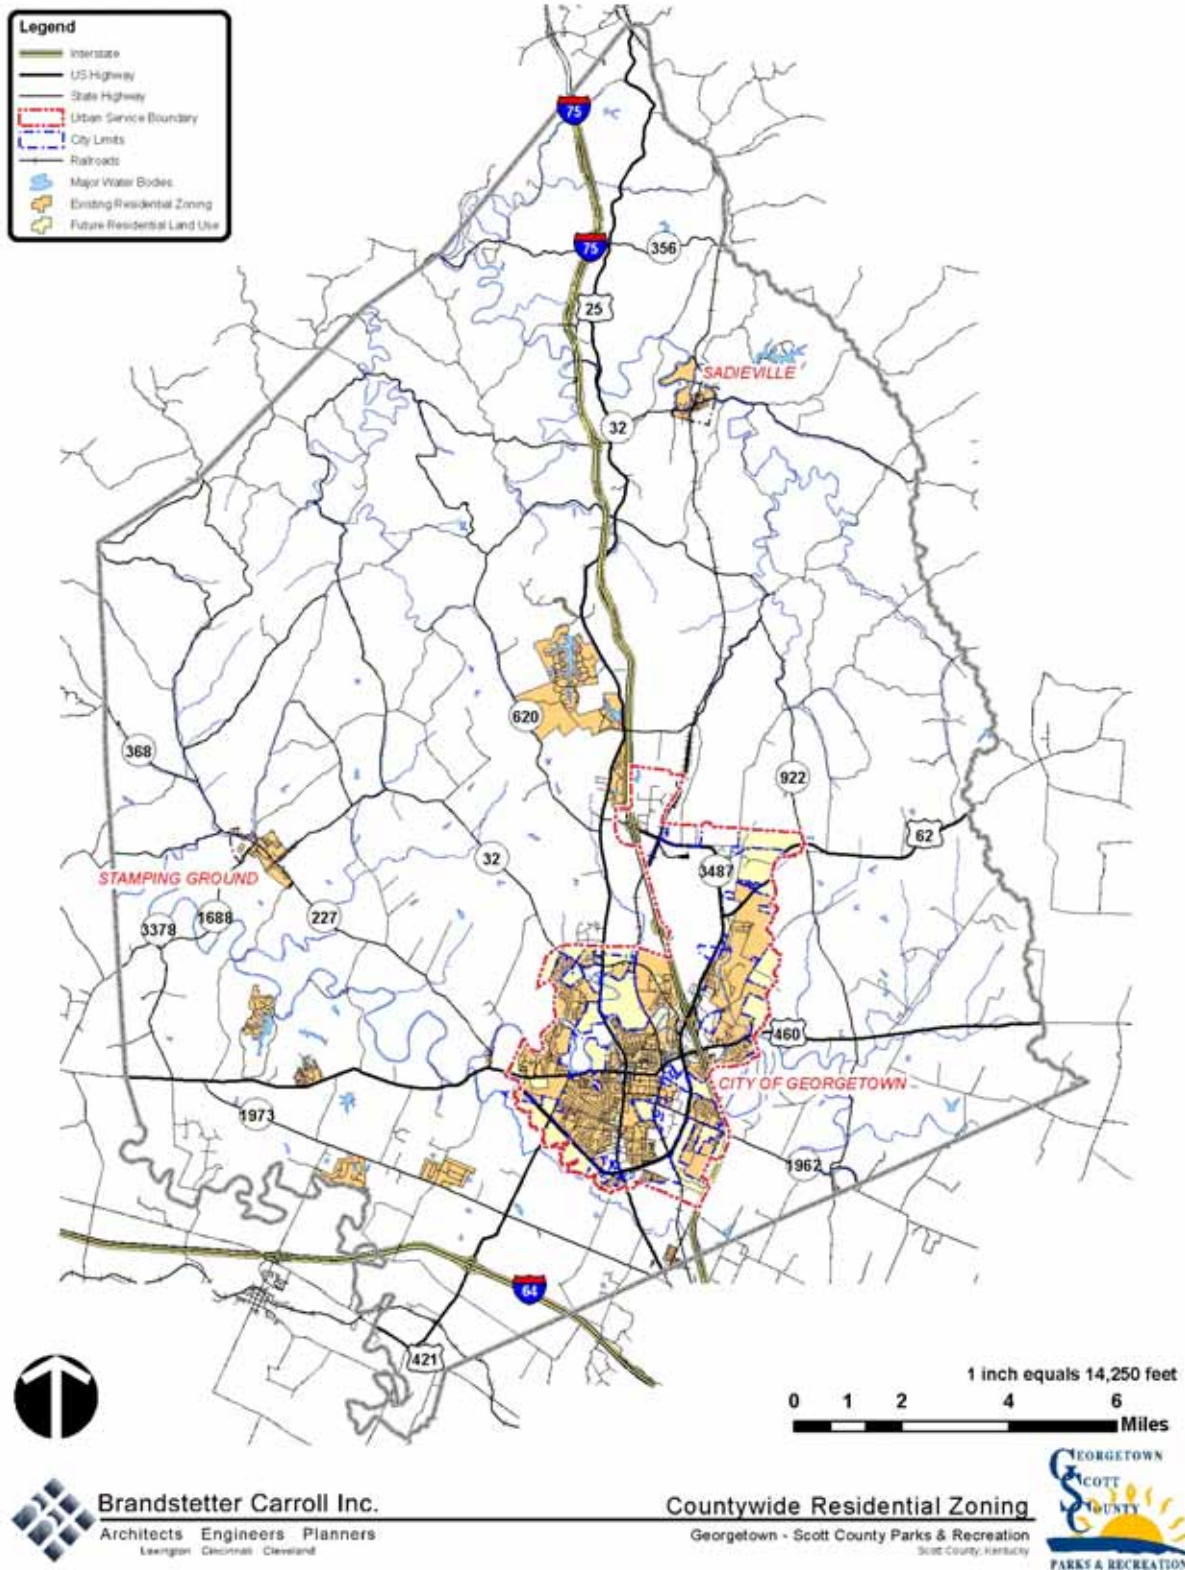 Legend
Interstate
US Highway
State Highway
Urban Service Boundary
City Limits
Railroads
Major Water Bodies
Existing Residential Zoning
Future Residential Land Use
75
75
356
25
SADIEVILLE
32
620
368
922
62
32
3487
STAMPING GROUND
1688
227
3378
460
CITY OF GEORGETOWN
1973
1962
64
421
1 inch equals 14,250 feet
0 1 2 4 6
Miles
Brandstetter Carroll Inc.
Architects Engineers Planners
Lexington Cincinnati Cleveland
Countywide Residential Zoning
Georgetown - Scott County Parks & Recreation
Scott County, Kentucky
GEORGETOWN
SCOTT
COUNTY
PARKS & RECREATION